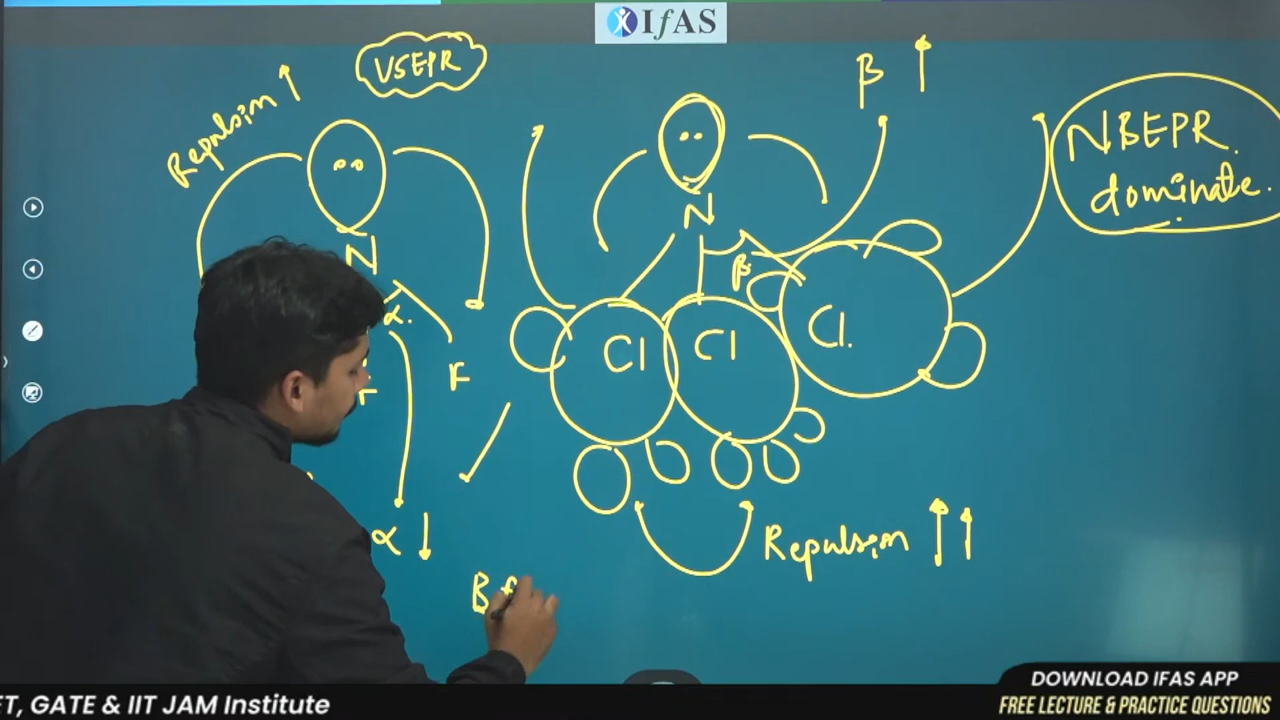 IfAS
VSEPR
Repulsion ↑
β ↑
NBEPR
dominate.
N
N
β
α.
F
Cl
Cl
Cl.
α ↓
Repulsion ↑↑
B
DOWNLOAD IFAS APP
ET, GATE & IIT JAM Institute
FREE LECTURE & PRACTICE QUESTIONS